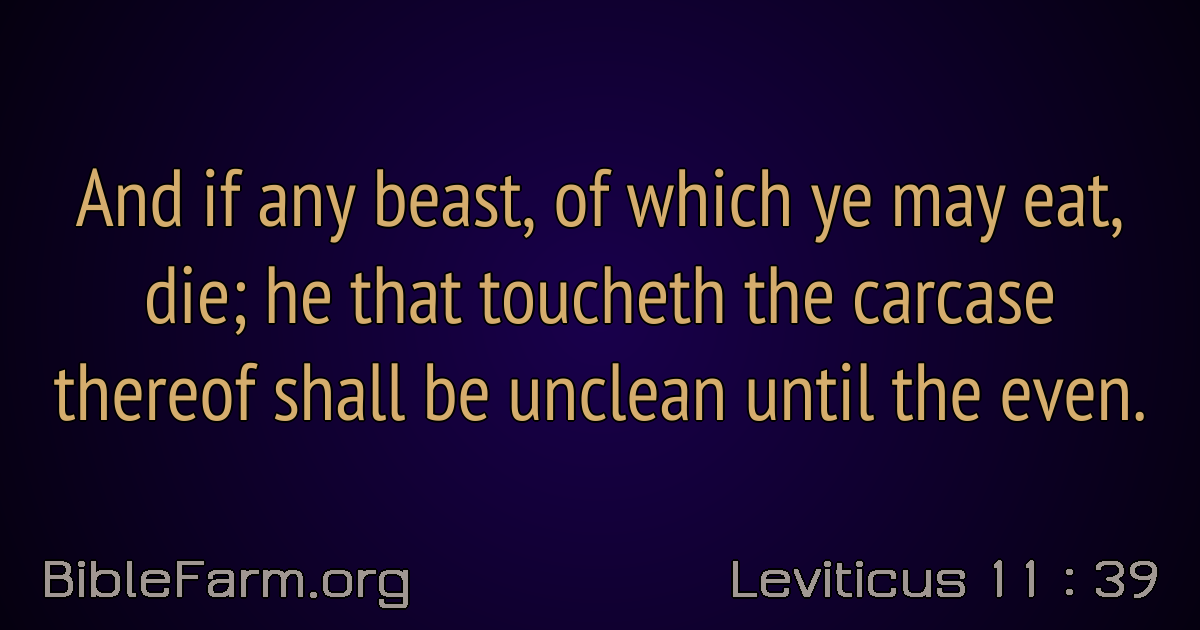 And if any beast, of which ye may eat,
die; he that toucheth the carcase
thereof shall be unclean until the even.
BibleFarm.org
Leviticus 11 : 39